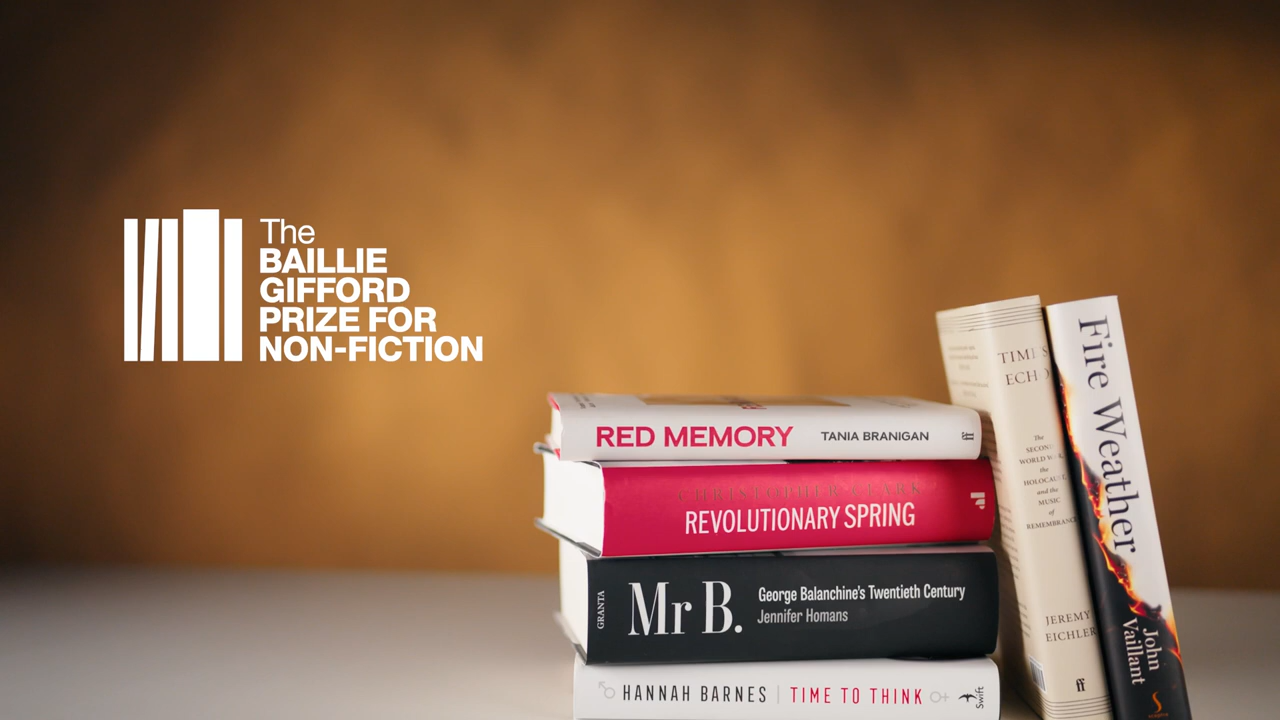 The
BAILLIE
GIFFORD
PRIZE FOR
NON-FICTION
RED MEMORY TANIA BRANIGAN ff
CHRISTOPHER CLARK
REVOLUTIONARY SPRING
GRANTA
Mr B.
George Balanchine's Twentieth Century
Jennifer Homans
HANNAH BARNES | TIME TO THINK Swift
TIME'S
ECHO
The
SECOND
WORLD WAR,
the
HOLOCAUST,
and the
MUSIC
of
REMEMBRANCE
JEREMY
EICHLER
ff
Fire Weather
John
Vaillant